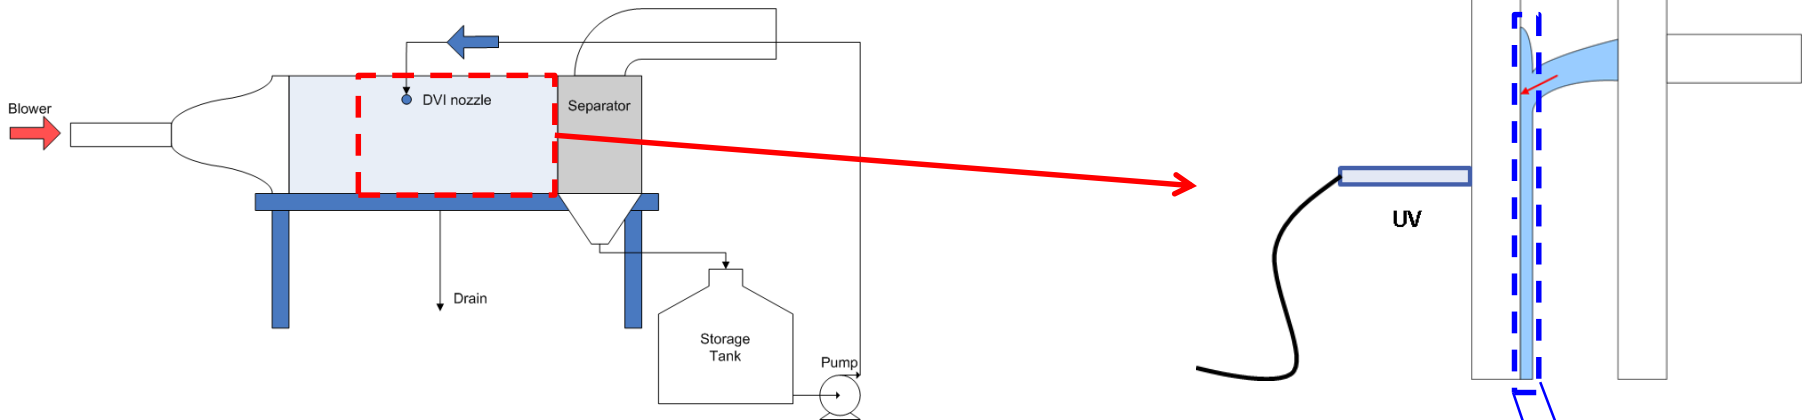 Blower
DVI nozzle
Separator
Drain
Storage
Tank
Pump
UV